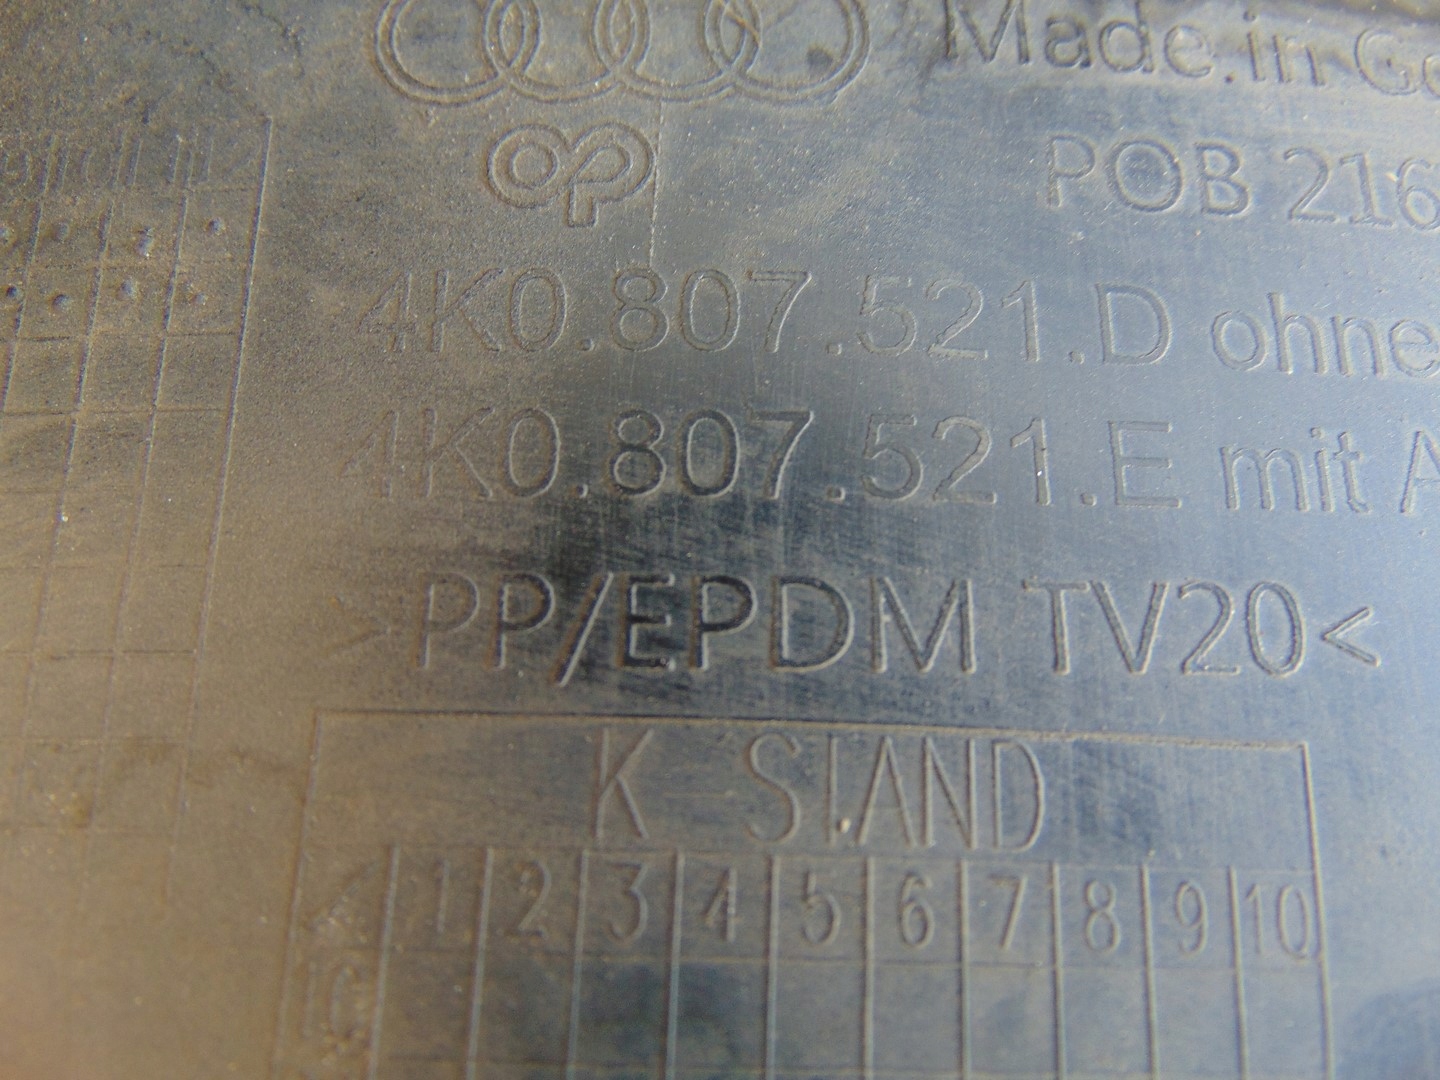 Made in
OP
POB 216
4K0.807.521.D ohne
4K0.807.521.E mit A
>PP/EPDM TV20<
K-STAND
1 2 3 4 5 6 7 8 9 10